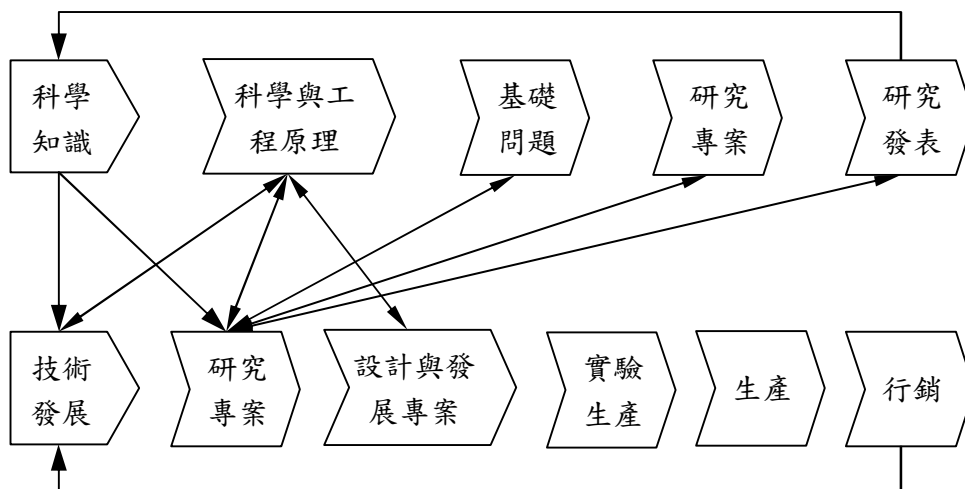 科學
知識
科學與工
程原理
基礎
問題
研究
專案
研究
發表
技術
發展
研究
專案
設計與發
展專案
實驗
生產
生產
行銷